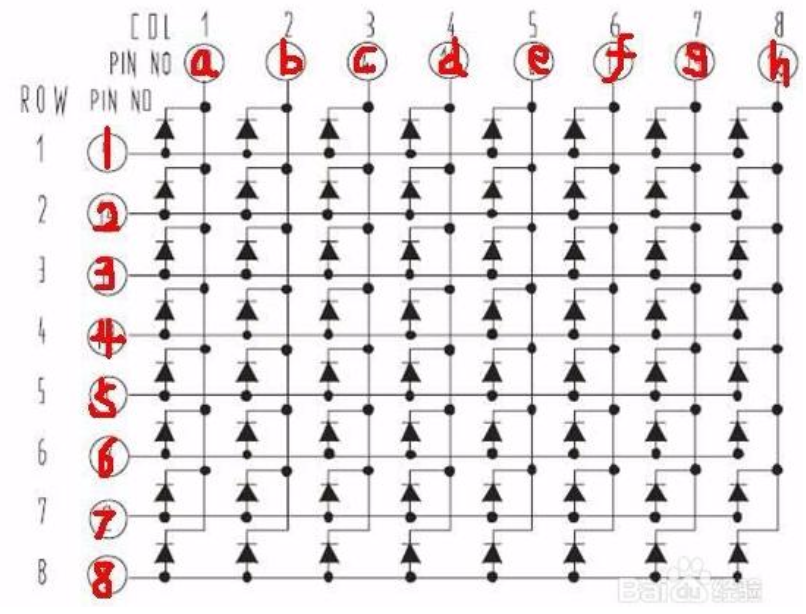 COL 1 2 3 4 5 6 7 8
PIN NO a b c d e f g h
ROW PIN NO
1 1
2 2
3 3
4 4
5 5
6 6
7 7
8 8
Baidu 经验